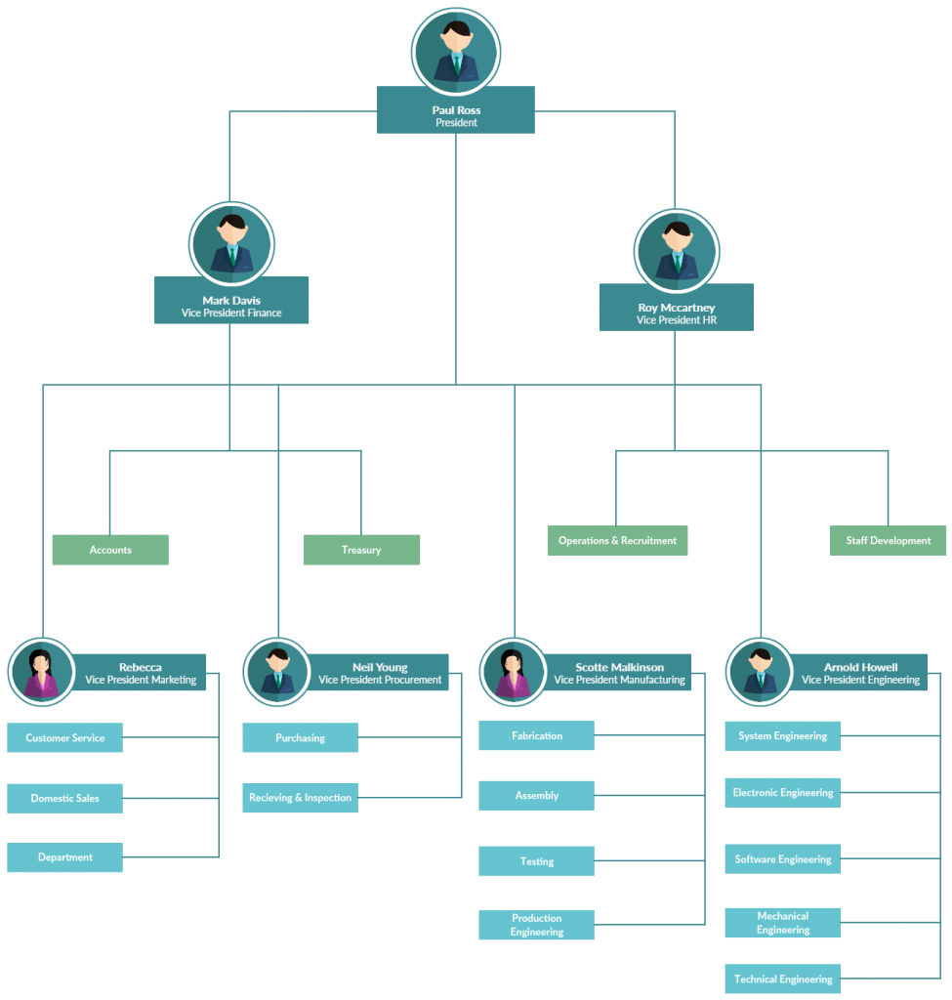 Paul Ross
President
Mark Davis
Vice President Finance
Roy Mccartney
Vice President HR
Accounts
Treasury
Operations & Recruitment
Staff Development
Rebecca
Vice President Marketing
Neil Young
Vice President Procurement
Scotte Malkinson
Vice President Manufacturing
Arnold Howell
Vice President Engineering
Customer Service
Domestic Sales
Department
Purchasing
Recieving & Inspection
Fabrication
Assembly
Testing
Production
Engineering
System Engineering
Electronic Engineering
Software Engineering
Mechanical
Engineering
Technical Engineering